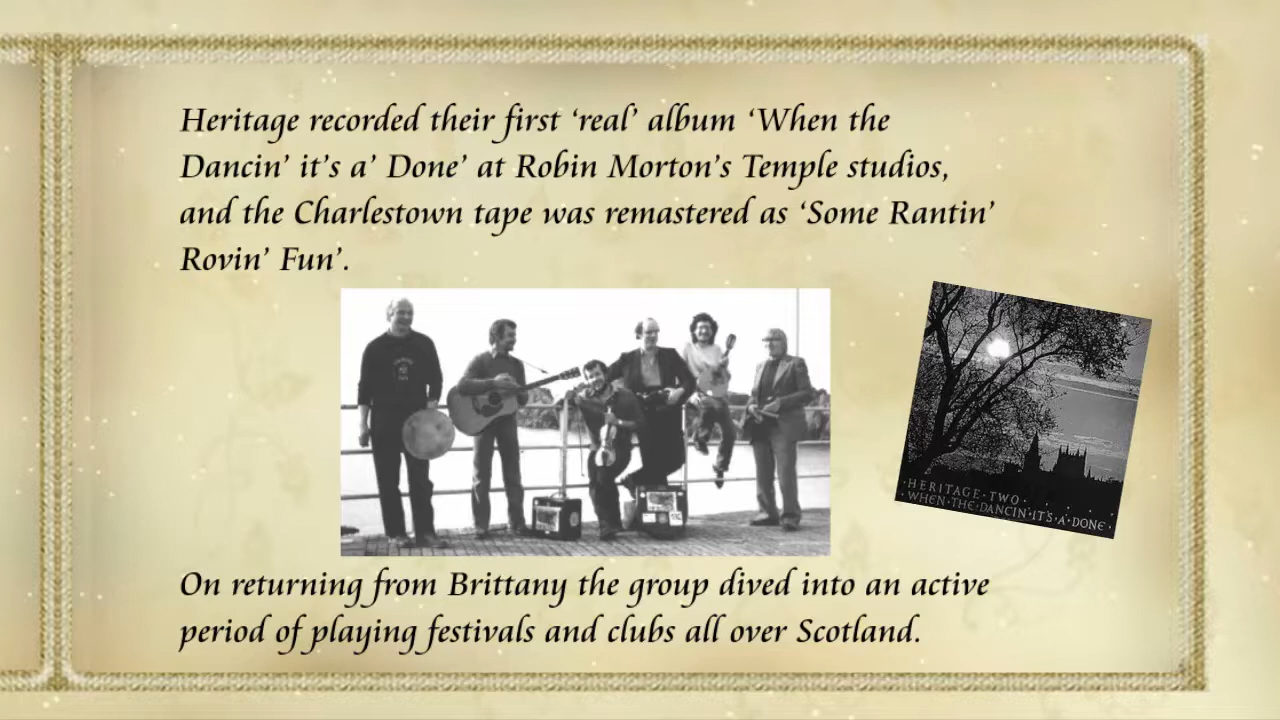 Heritage recorded their first ‘real’ album ‘When the
Dancin’ it’s a’ Done’ at Robin Morton’s Temple studios,
and the Charlestown tape was remastered as ‘Some Rantin’
Rovin’ Fun’.
·HERITAGE·TWO·
·WHEN·THE·DANCIN·IT'S·A·DONE·
On returning from Brittany the group dived into an active
period of playing festivals and clubs all over Scotland.